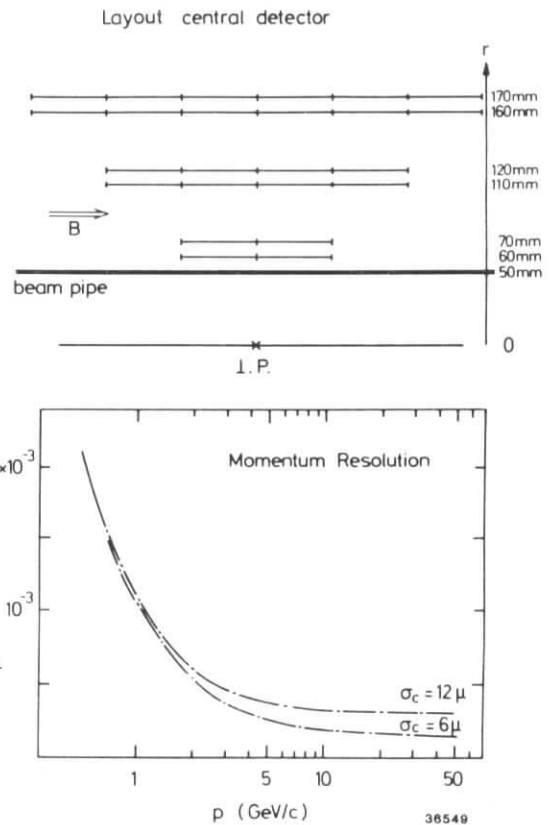 Layout central detector
r
170mm
160mm
120mm
110mm
B
70mm
60mm
50mm
beam pipe
0
I.P.
×10⁻³
Momentum Resolution
10⁻³
σc = 12μ
σc = 6μ
1 5 10 50
p (GeV/c)
36549